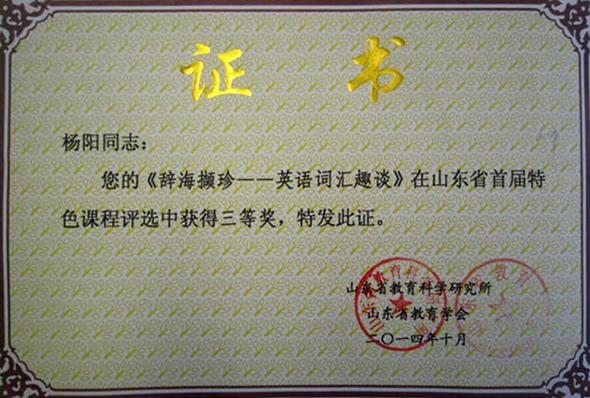 证书
杨阳同志：
您的《辞海撷珍——英语词汇趣谈》在山东省首届特
色课程评选中获得三等奖，特发此证。
山东省教育科学研究所
山东省教育学会
二〇一四年十月